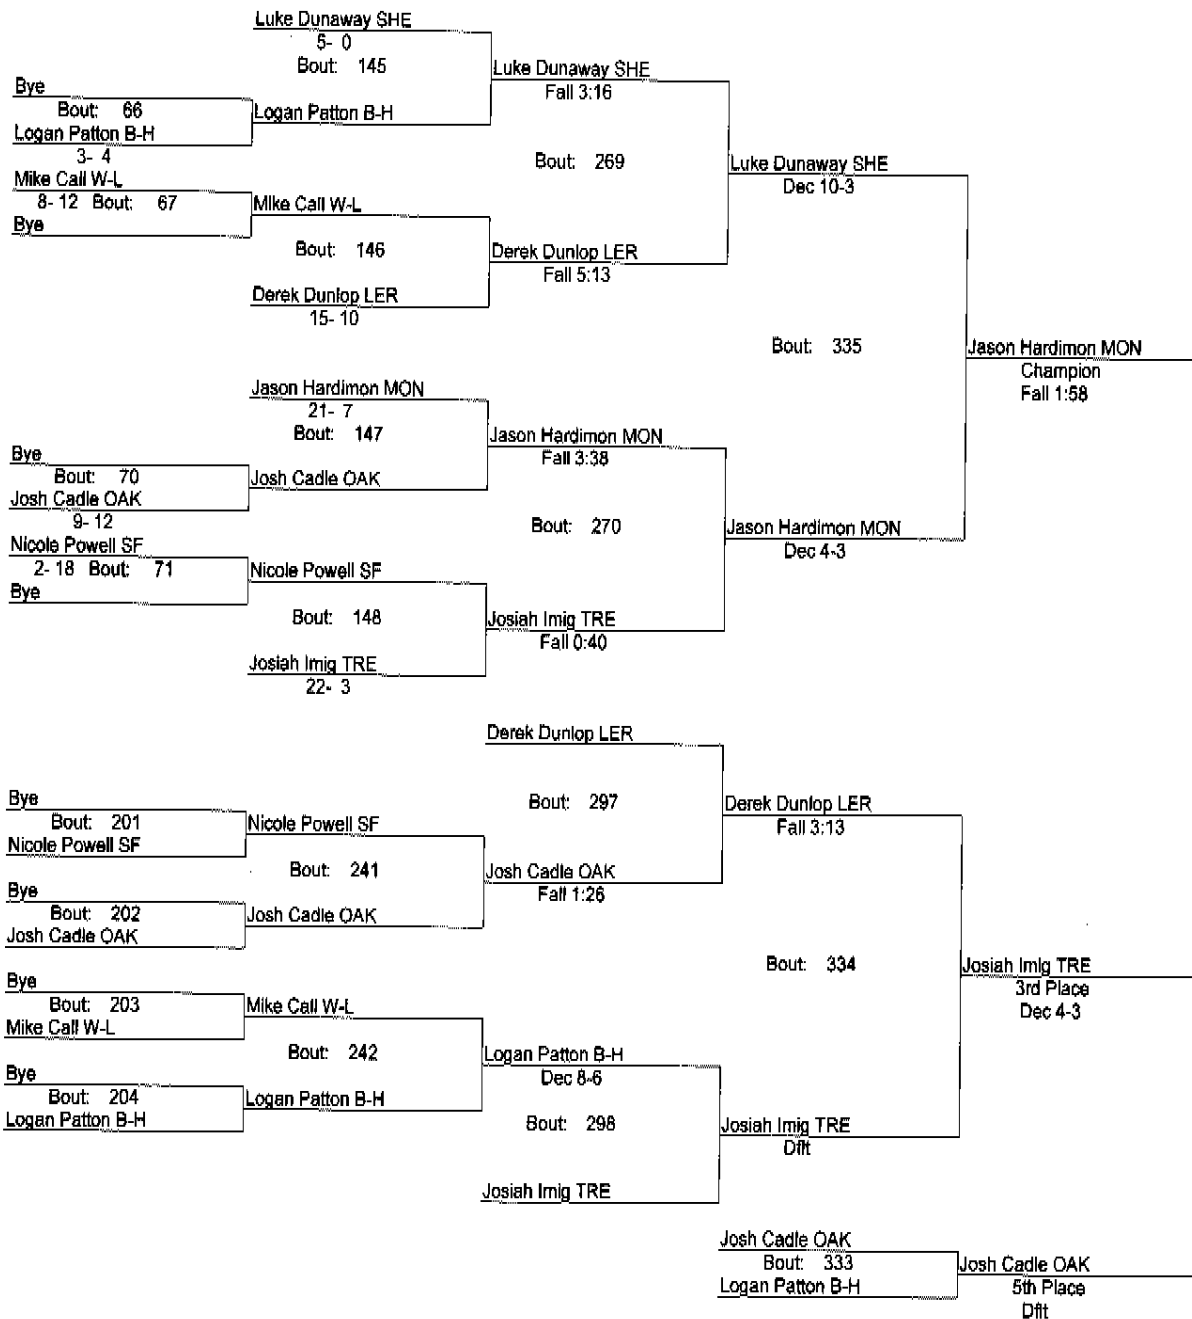 Luke Dunaway SHE
5- 0
Bout: 145
Luke Dunaway SHE
Fall 3:16
Bye
Bout: 66
Logan Patton B-H
Logan Patton B-H
3- 4
Bout: 269
Luke Dunaway SHE
Dec 10-3
Mike Call W-L
8- 12 Bout: 67
Mike Call W-L
Bye
Bout: 146
Derek Dunlop LER
Fall 5:13
Derek Dunlop LER
15- 10
Bout: 335
Jason Hardimon MON
Champion
Fall 1:58
Jason Hardimon MON
21- 7
Bout: 147
Jason Hardimon MON
Fall 3:38
Bye
Bout: 70
Josh Cadle OAK
Josh Cadle OAK
9- 12
Bout: 270
Jason Hardimon MON
Dec 4-3
Nicole Powell SF
2- 18 Bout: 71
Nicole Powell SF
Bye
Bout: 148
Josiah Imig TRE
Fall 0:40
Josiah Imig TRE
22- 3
Derek Dunlop LER
Bout: 297
Derek Dunlop LER
Fall 3:13
Bye
Bout: 201
Nicole Powell SF
Nicole Powell SF
Bout: 241
Josh Cadle OAK
Fall 1:26
Bye
Bout: 202
Josh Cadle OAK
Josh Cadle OAK
Bout: 334
Josiah Imig TRE
3rd Place
Dec 4-3
Bye
Bout: 203
Mike Call W-L
Mike Call W-L
Bout: 242
Logan Patton B-H
Dec 8-6
Bye
Bout: 204
Logan Patton B-H
Logan Patton B-H
Bout: 298
Josiah Imig TRE
Dflt
Josiah Imig TRE
Josh Cadle OAK
Bout: 333
Logan Patton B-H
Josh Cadle OAK
5th Place
Dflt